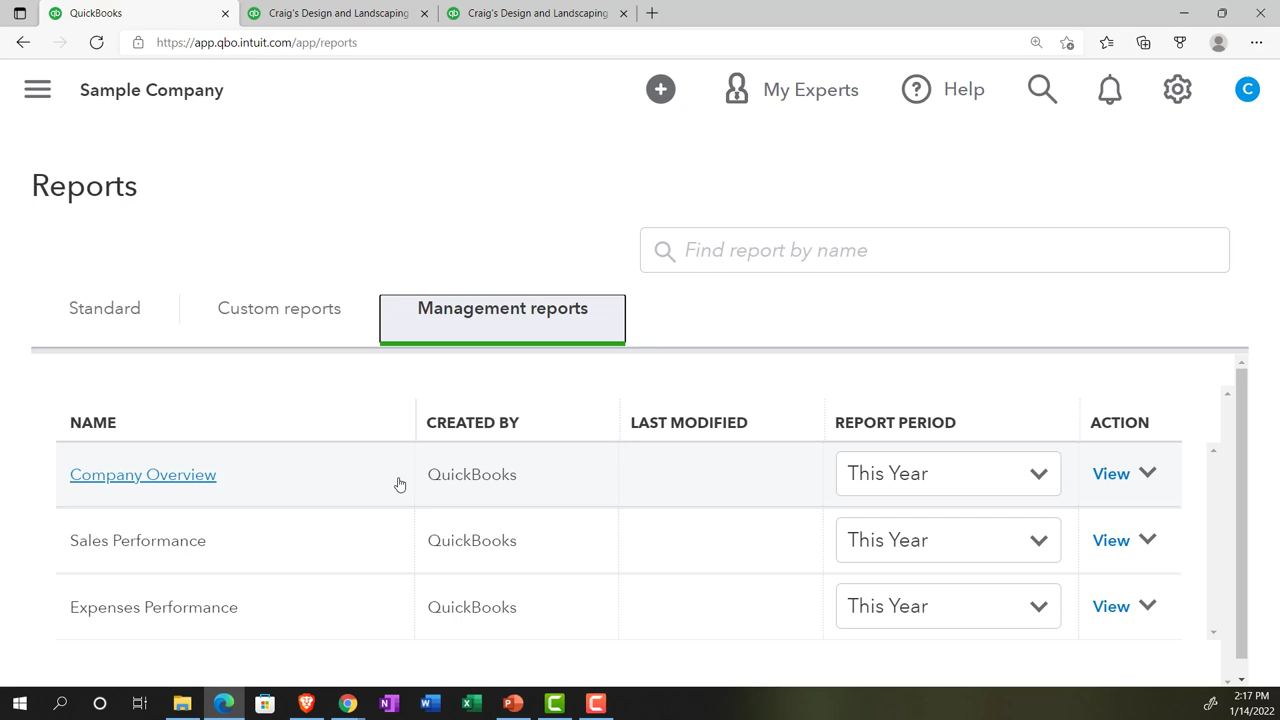 QuickBooks
Craig's Design and Landscaping
Craig's Design and Landscaping
https://app.qbo.intuit.com/app/reports
Sample Company
My Experts
Help
C
Reports
Find report by name
Standard
Custom reports
Management reports
NAME
CREATED BY
LAST MODIFIED
REPORT PERIOD
ACTION
Company Overview
QuickBooks
This Year
View
Sales Performance
QuickBooks
This Year
View
Expenses Performance
QuickBooks
This Year
View
2:17 PM
1/14/2022